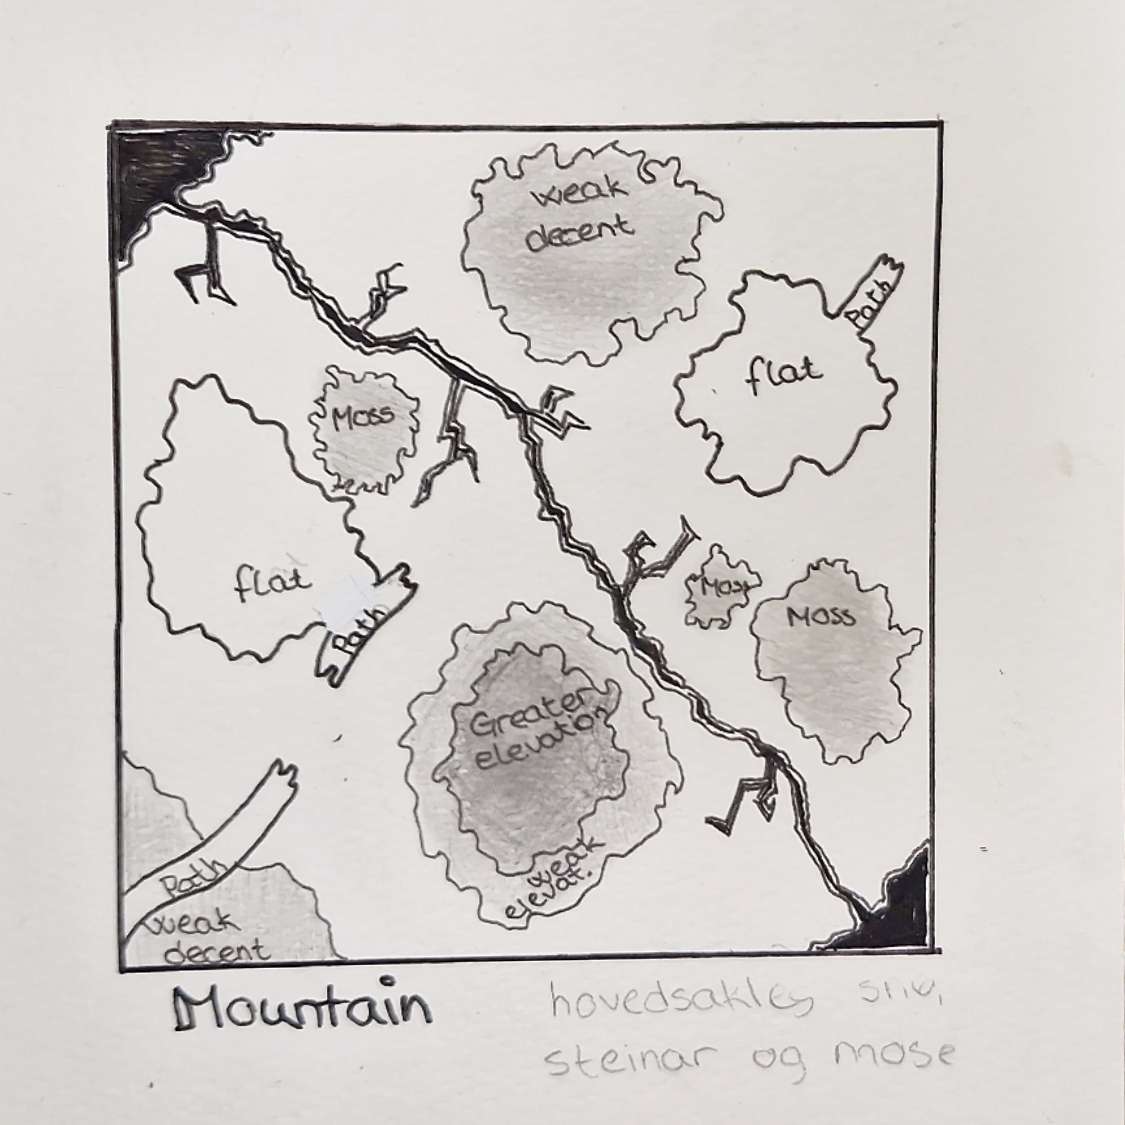 weak
decent
Path
flat
Moss
flat
Path
Moss
Moss
Greater
elevation
weak
elevat.
Path
weak
decent
Mountain
hovedsakleg
steinar og mose